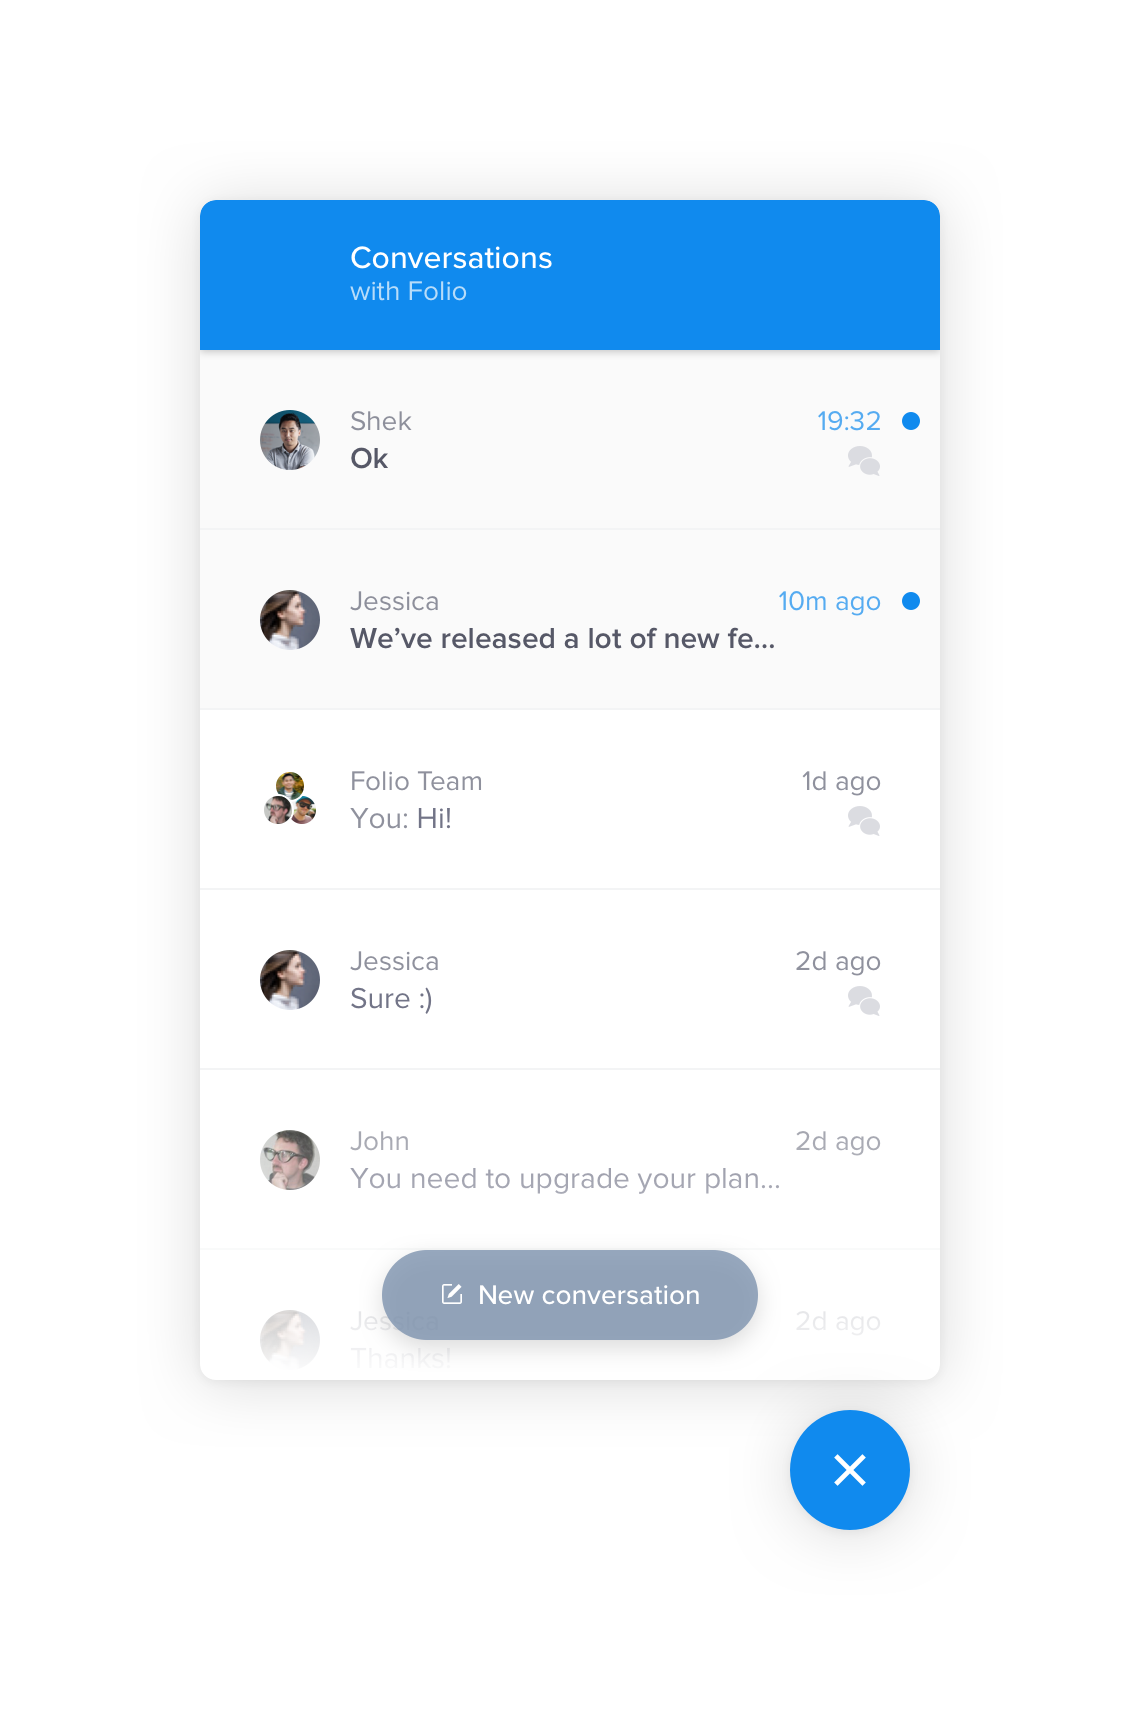 Conversations
with Folio
Shek
19:32
Ok
Jessica
10m ago
We’ve released a lot of new fe...
Folio Team
1d ago
You: Hi!
Jessica
2d ago
Sure :)
John
2d ago
You need to upgrade your plan...
New conversation
Jessica
2d ago
Thanks!